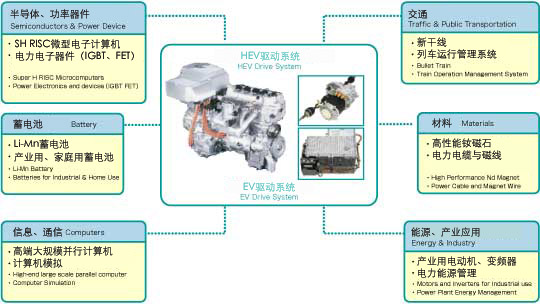 半导体、功率器件
Semiconductors & Power Device
・SH RISC微型电子计算机
・电力电子器件（IGBT、FET）
・Super H RISC Microcomputers
・Power Electronics and devices (IGBT FET)
蓄电池 Battery
・Li-Mn蓄电池
・产业用、家庭用蓄电池
・Li-Mn Battery
・Batteries for Industrial & Home Use
信息、通信 Computers
・高端大规模并行计算机
・计算机模拟
・High-end large scale parallel computer
・Computer Simulation
HEV驱动系统
HEV Drive System
EV驱动系统
EV Drive System
交通
Traffic & Public Transportation
・新干线
・列车运行管理系统
・Bullet Train
・Train Operation Management System
材料 Materials
・高性能钕磁石
・电力电缆与磁线
・High Performance Nd Magnet
・Power Cable and Magnet Wire
能源、产业应用
Energy & Industry
・产业用电动机、变频器
・电力能源管理
・Motors and Inverters for Industrial use
・Power Plant Energy Management